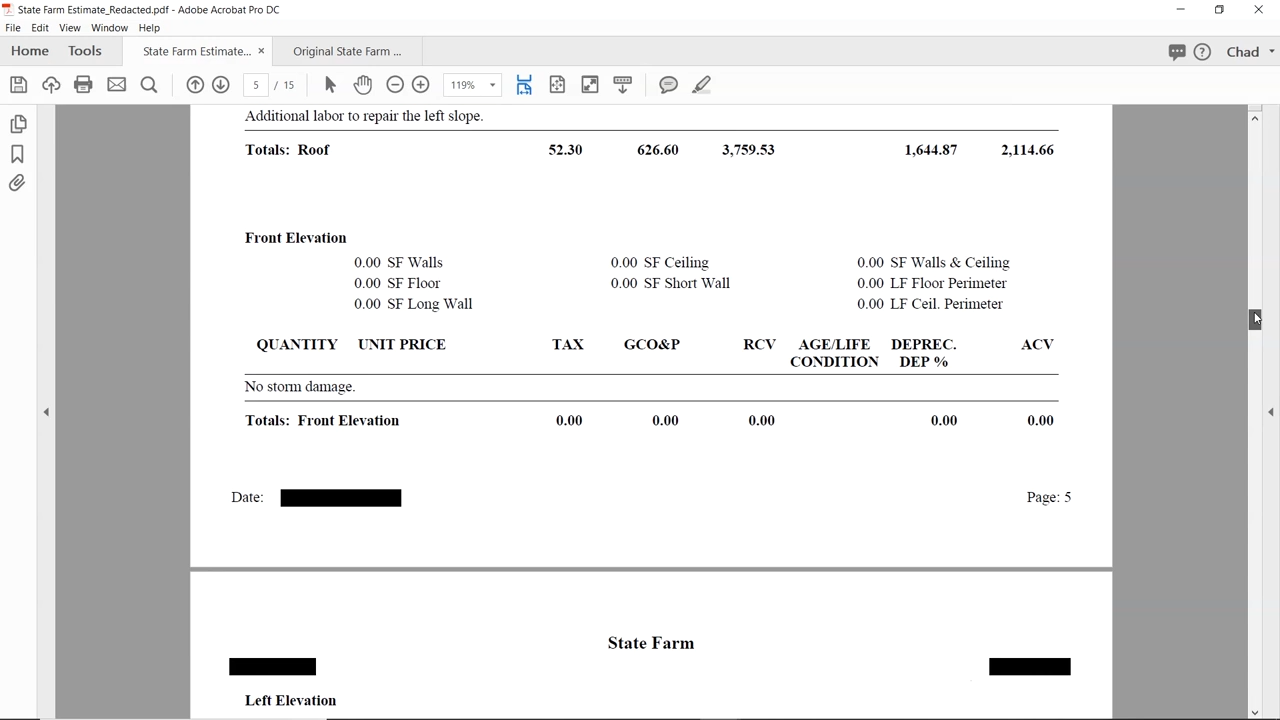 State Farm Estimate_Redacted.pdf - Adobe Acrobat Pro DC
File Edit View Window Help
Home Tools State Farm Estimate... × Original State Farm ... Chad
5 / 15 119%
Additional labor to repair the left slope.
Totals: Roof 52.30 626.60 3,759.53 1,644.87 2,114.66
Front Elevation
0.00 SF Walls 0.00 SF Ceiling 0.00 SF Walls & Ceiling
0.00 SF Floor 0.00 SF Short Wall 0.00 LF Floor Perimeter
0.00 SF Long Wall 0.00 LF Ceil. Perimeter
QUANTITY UNIT PRICE TAX GCO&P RCV AGE/LIFE DEPREC. ACV
CONDITION DEP %
No storm damage.
Totals: Front Elevation 0.00 0.00 0.00 0.00 0.00
Date: Page: 5
State Farm
Left Elevation